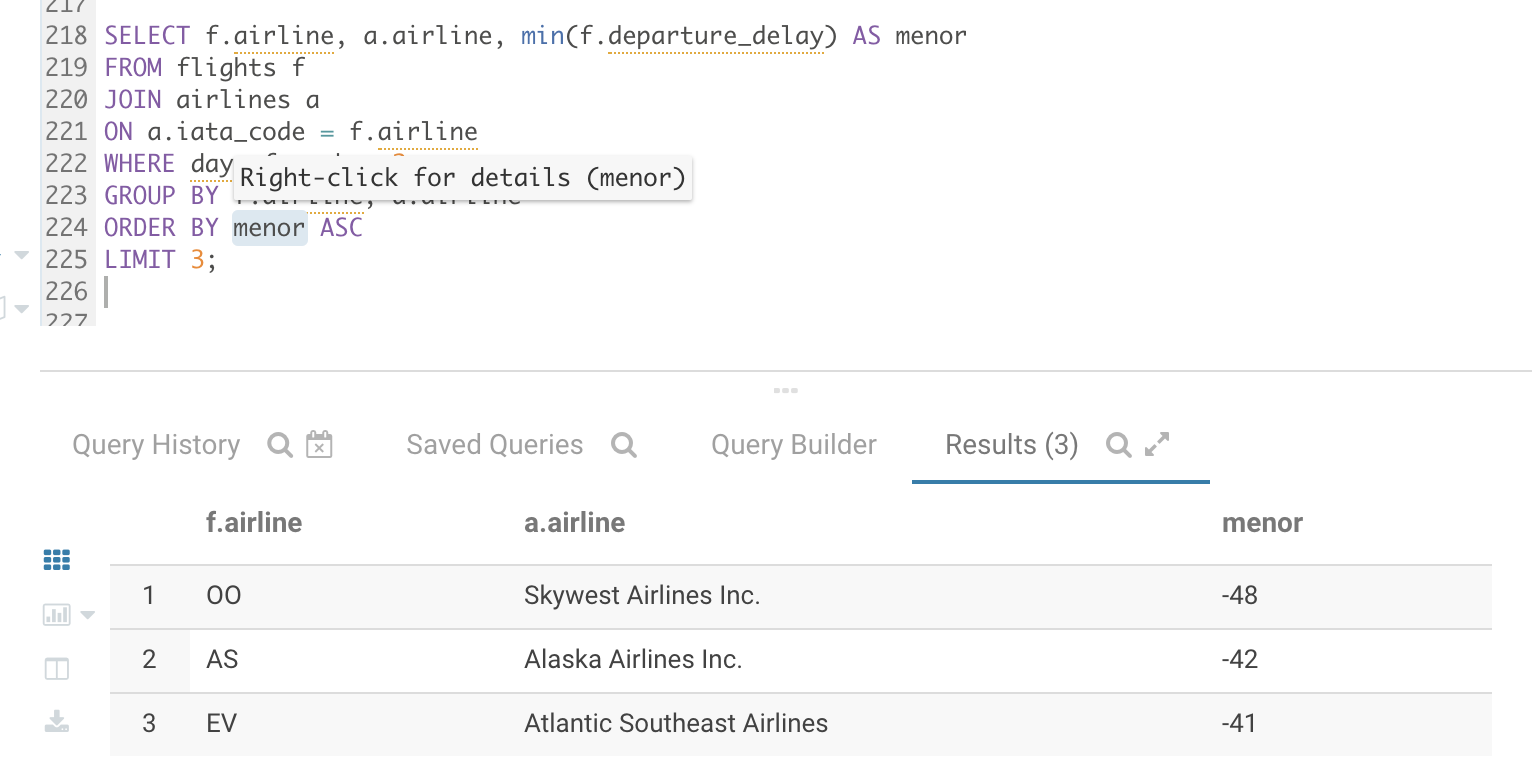 217
218 SELECT f.airline, a.airline, min(f.departure_delay) AS menor
219 FROM flights f
220 JOIN airlines a
221 ON a.iata_code = f.airline
222 WHERE day
Right-click for details (menor)
223 GROUP BY f.airline, a.airline
224 ORDER BY menor ASC
225 LIMIT 3;
226
227
Query History Saved Queries Query Builder Results (3)
f.airline a.airline menor
1 OO Skywest Airlines Inc. -48
2 AS Alaska Airlines Inc. -42
3 EV Atlantic Southeast Airlines -41